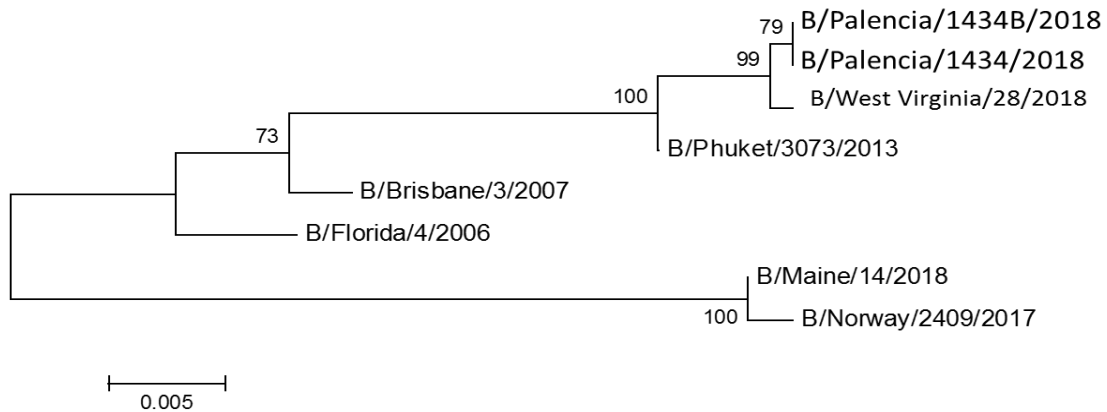 79
B/Palencia/1434B/2018
B/Palencia/1434/2018
99
B/West Virginia/28/2018
100
B/Phuket/3073/2013
73
B/Brisbane/3/2007
B/Florida/4/2006
B/Maine/14/2018
100
B/Norway/2409/2017
0.005